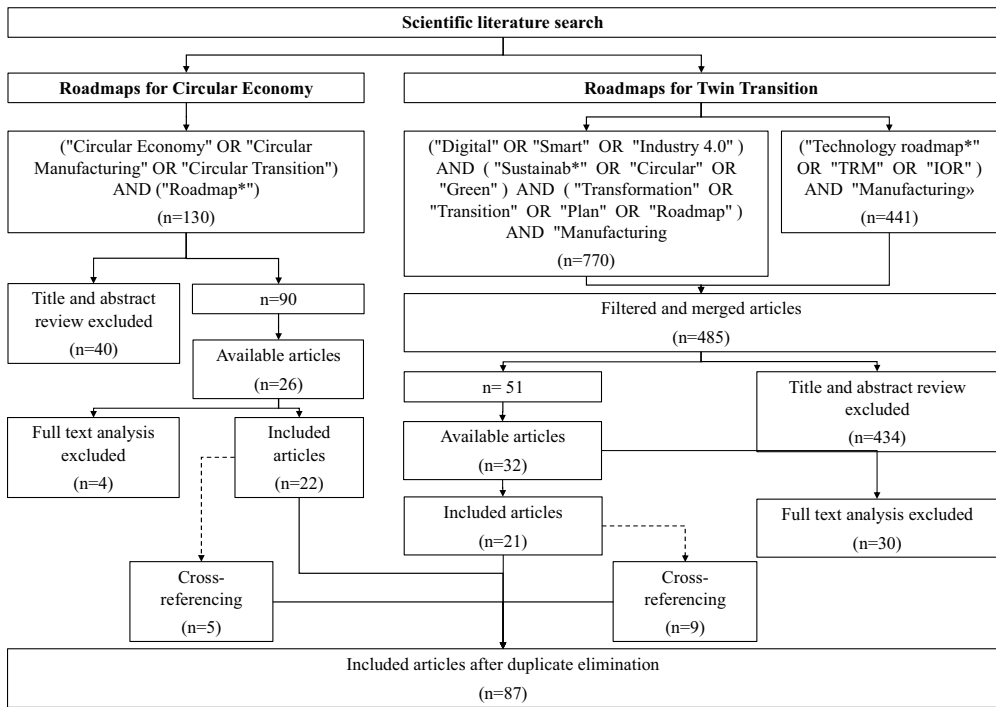 Scientific literature search
Roadmaps for Circular Economy
Roadmaps for Twin Transition
("Circular Economy" OR "Circular
Manufacturing" OR "Circular Transition")
AND ("Roadmap*")
(n=130)
("Digital" OR "Smart" OR "Industry 4.0" )
AND ( "Sustainab*" OR "Circular" OR
"Green" ) AND ( "Transformation" OR
"Transition" OR "Plan" OR "Roadmap" )
AND "Manufacturing
(n=770)
("Technology roadmap*"
OR "TRM" OR "IOR")
AND "Manufacturing»
(n=441)
Title and abstract
review excluded
(n=40)
n=90
Filtered and merged articles
n=485)
Available articles
(n=26)
n= 51
Title and abstract review
excluded
(n=434)
Full text analysis
excluded
(n=4)
Included
articles
(n=22)
Available articles
(n=32)
Included articles
(n=21)
Full text analysis excluded
(n=30)
Cross-
referencing
(n=5)
Cross-
referencing
(n=9)
Included articles after duplicate elimination
(n=87)